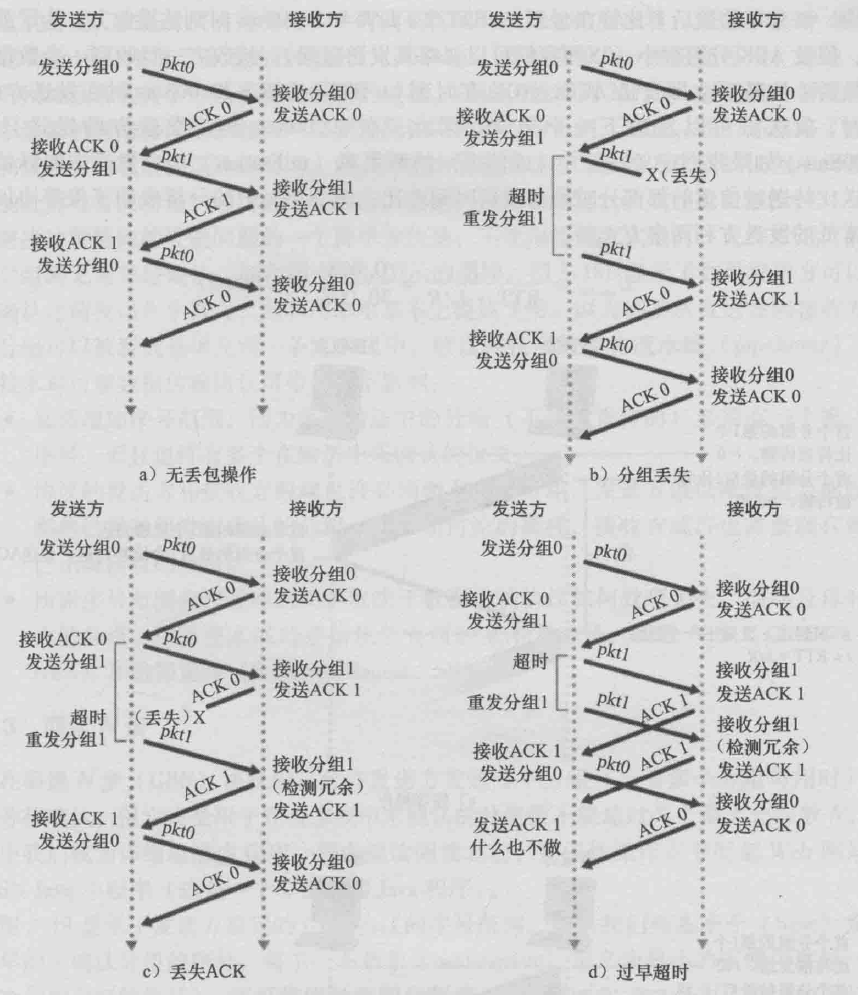 发送方
接收方
发送分组0
pkt0
接收分组0
发送ACK 0
ACK 0
接收ACK 0
发送分组1
pkt1
接收分组1
发送ACK 1
ACK 1
接收ACK 1
发送分组0
pkt0
接收分组0
发送ACK 0
ACK 0
a）无丢包操作
发送方
接收方
发送分组0
pkt0
接收分组0
发送ACK 0
ACK 0
接收ACK 0
发送分组1
pkt1
X（丢失）
超时
重发分组1
pkt1
接收分组1
发送ACK 1
ACK 0
接收ACK 1
发送分组0
pkt0
接收分组0
发送ACK 0
ACK 0
b）分组丢失
发送方
接收方
发送分组0
pkt0
接收分组0
发送ACK 0
ACK 0
接收ACK 0
发送分组1
pkt0
接收分组1
发送ACK 1
ACK 0
（丢失）X
超时
重发分组1
pkt1
接收分组1
（检测冗余）
发送ACK 1
ACK 0
接收ACK 1
发送分组0
pkt0
接收分组0
发送ACK 0
ACK 0
c）丢失ACK
发送方
接收方
发送分组0
pkt0
接收分组0
发送ACK 0
ACK 0
接收ACK 0
发送分组1
pkt1
超时
重发分组1
接收分组1
发送ACK 1
pkt1
ACK 1
接收分组1
（检测冗余）
发送ACK 1
接收ACK 1
发送分组0
pkt0
ACK 1
接收分组0
发送ACK 0
发送ACK 1
什么也不做
ACK 0
d）过早超时